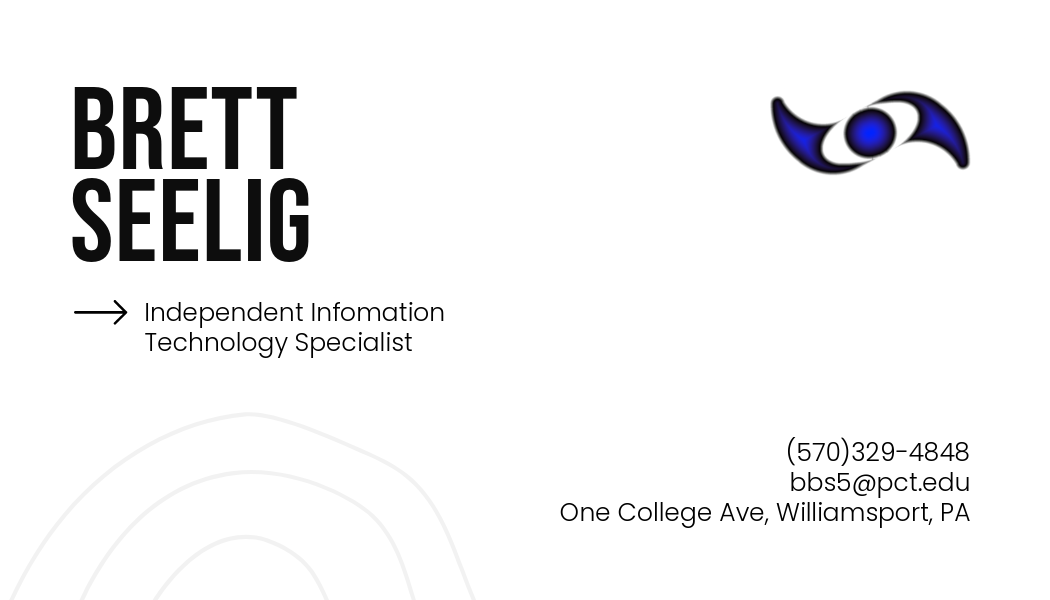 BRETT
SEELIG
Independent Infomation
Technology Specialist
(570)329-4848
bbs5@pct.edu
One College Ave, Williamsport, PA